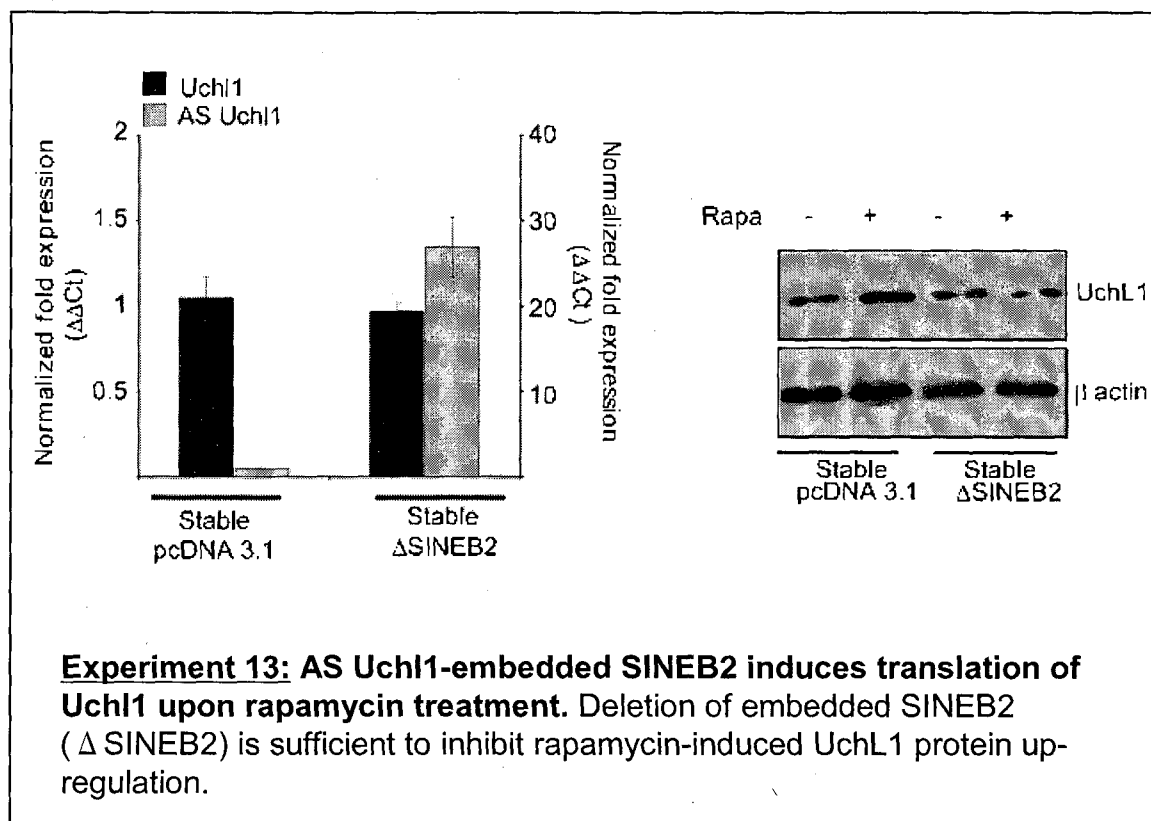 Uchl1
AS Uchl1
2
1.5
1
0.5
Normalized fold expression
(ΔΔCt)
40
30
20
10
Normalized fold expression
(ΔΔCt )
Stable
pcDNA 3.1
Stable
ΔSINEB2
Rapa - + - +
UchL1
β actin
Stable
pcDNA 3.1
Stable
ΔSINEB2
Experiment 13: AS Uchl1-embedded SINEB2 induces translation of
Uchl1 upon rapamycin treatment. Deletion of embedded SINEB2
( Δ SINEB2) is sufficient to inhibit rapamycin-induced UchL1 protein up-
regulation.